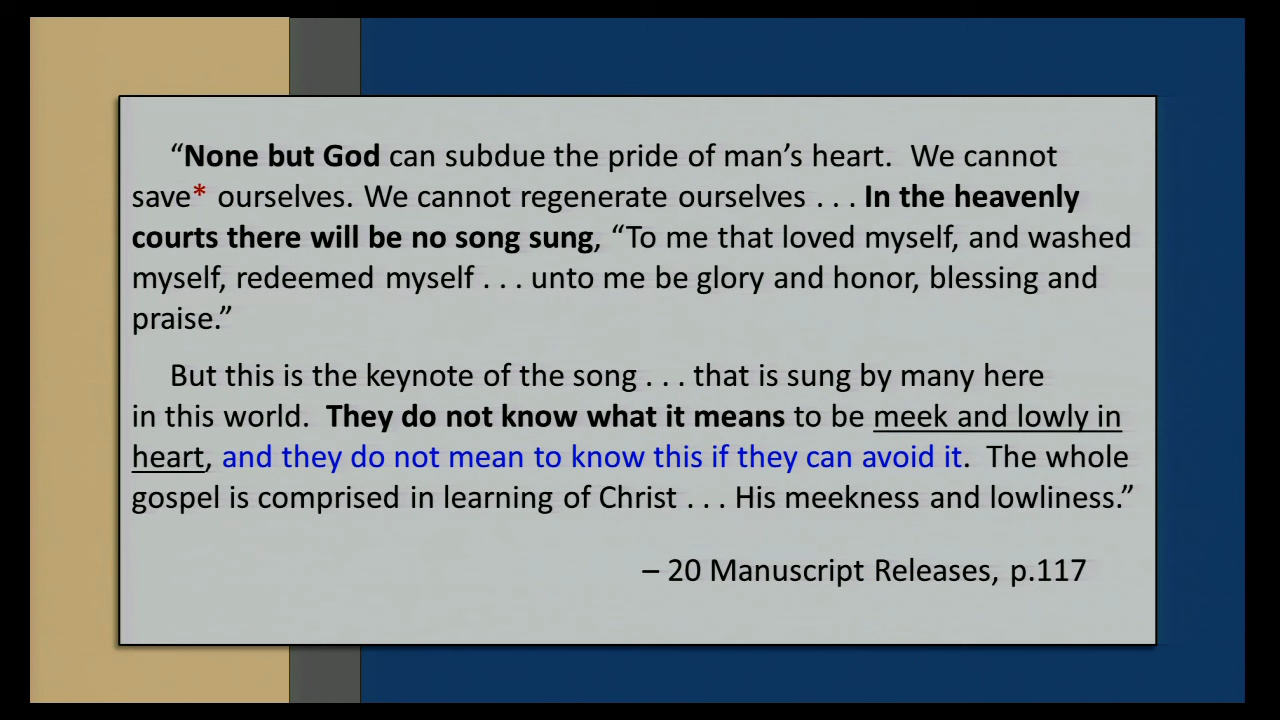 “None but God can subdue the pride of man’s heart.  We cannot
save* ourselves. We cannot regenerate ourselves . . . In the heavenly
courts there will be no song sung, “To me that loved myself, and washed
myself, redeemed myself . . . unto me be glory and honor, blessing and
praise.”
But this is the keynote of the song . . . that is sung by many here
in this world.  They do not know what it means to be meek and lowly in
heart, and they do not mean to know this if they can avoid it.  The whole
gospel is comprised in learning of Christ . . . His meekness and lowliness.”
– 20 Manuscript Releases, p.117